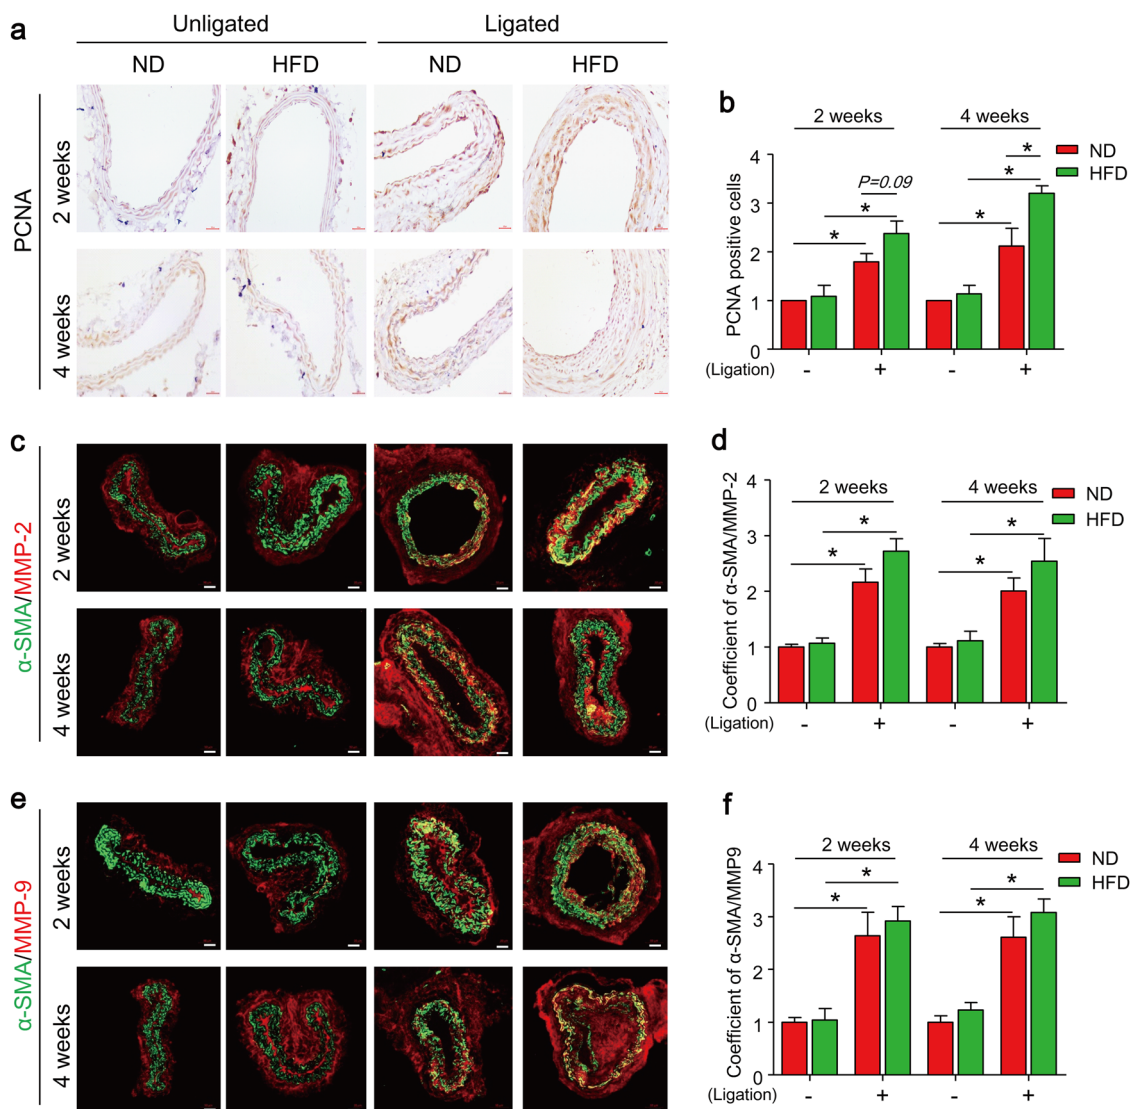 a
Unligated
Ligated
ND
HFD
ND
HFD
PCNA
2 weeks
4 weeks
b
2 weeks
4 weeks
ND
HFD
*
*
P=0.09
*
*
*
*
PCNA positive cells
4
3
2
1
0
(Ligation)
-
+
-
+
c
α-SMA/MMP-2
2 weeks
4 weeks
d
2 weeks
4 weeks
ND
HFD
*
*
*
*
Coefficient of α-SMA/MMP-2
4
3
2
1
0
(Ligation)
-
+
-
+
e
α-SMA/MMP-9
2 weeks
4 weeks
f
2 weeks
4 weeks
ND
HFD
*
*
*
*
Coefficient of α-SMA/MMP9
4
3
2
1
0
(Ligation)
-
+
-
+